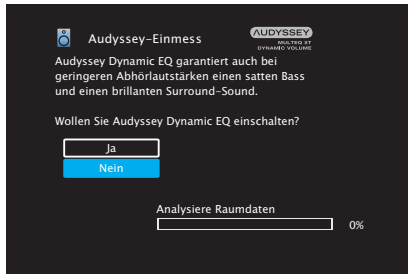 Audyssey-Einmess
AUDYSSEY
MULTEQ XT
DYNAMIC VOLUME
Audyssey Dynamic EQ garantiert auch bei
geringeren Abhörlautstärken einen satten Bass
und einen brillanten Surround-Sound.
Wollen Sie Audyssey Dynamic EQ einschalten?
Ja
Nein
Analysiere Raumdaten
0%